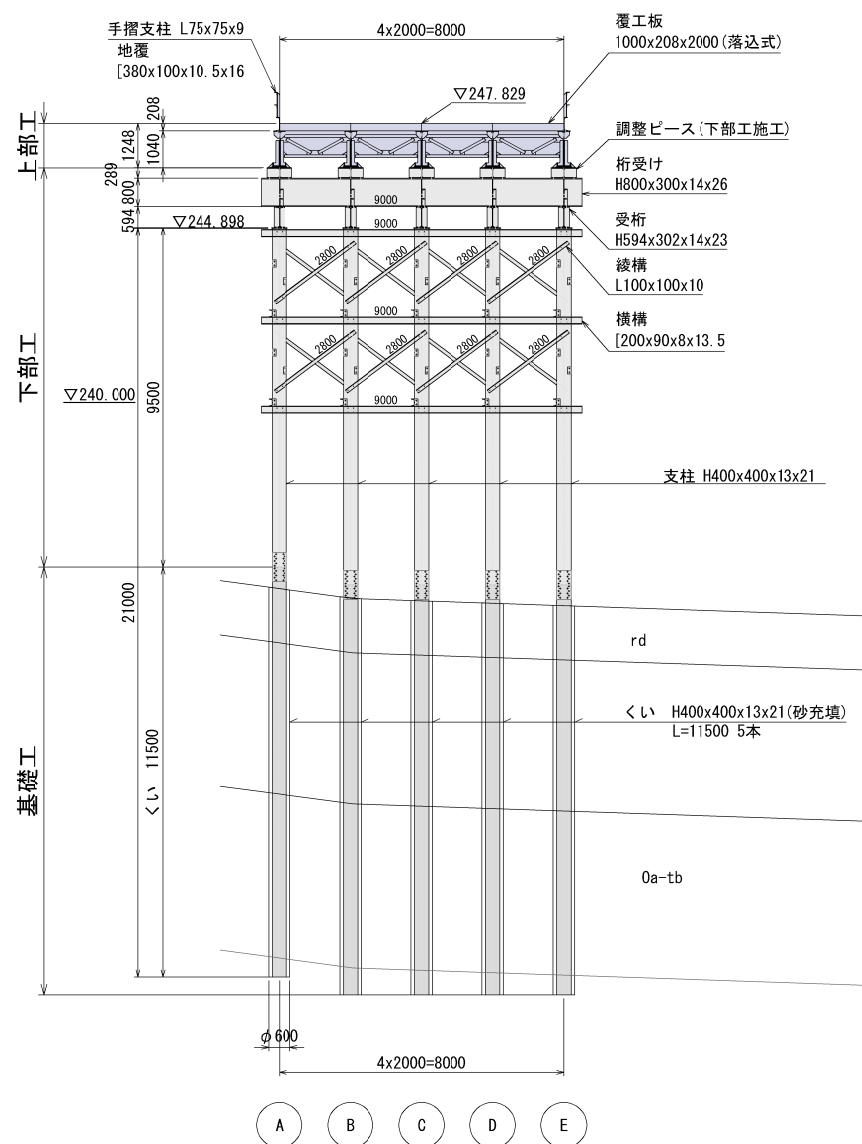 手摺支柱 L75x75x9
地覆
[380x100x10.5x16
4x2000=8000
覆工板
1000x208x2000(落込式)
▽247.829
208
1248
1040
289
800
594
調整ピース(下部工施工)
桁受け
H800x300x14x26
9000
▽244.898
9000
受桁
H594x302x14x23
綾構
L100x100x10
2800
2800
2800
2800
横構
[200x90x8x13.5
9000
2800
2800
2800
2800
9000
▽240.000
上部工
下部工
基礎工
9500
21000
くい 11500
支柱 H400x400x13x21
rd
くい H400x400x13x21(砂充填)
L=11500 5本
Oa-tb
φ600
4x2000=8000
A
B
C
D
E